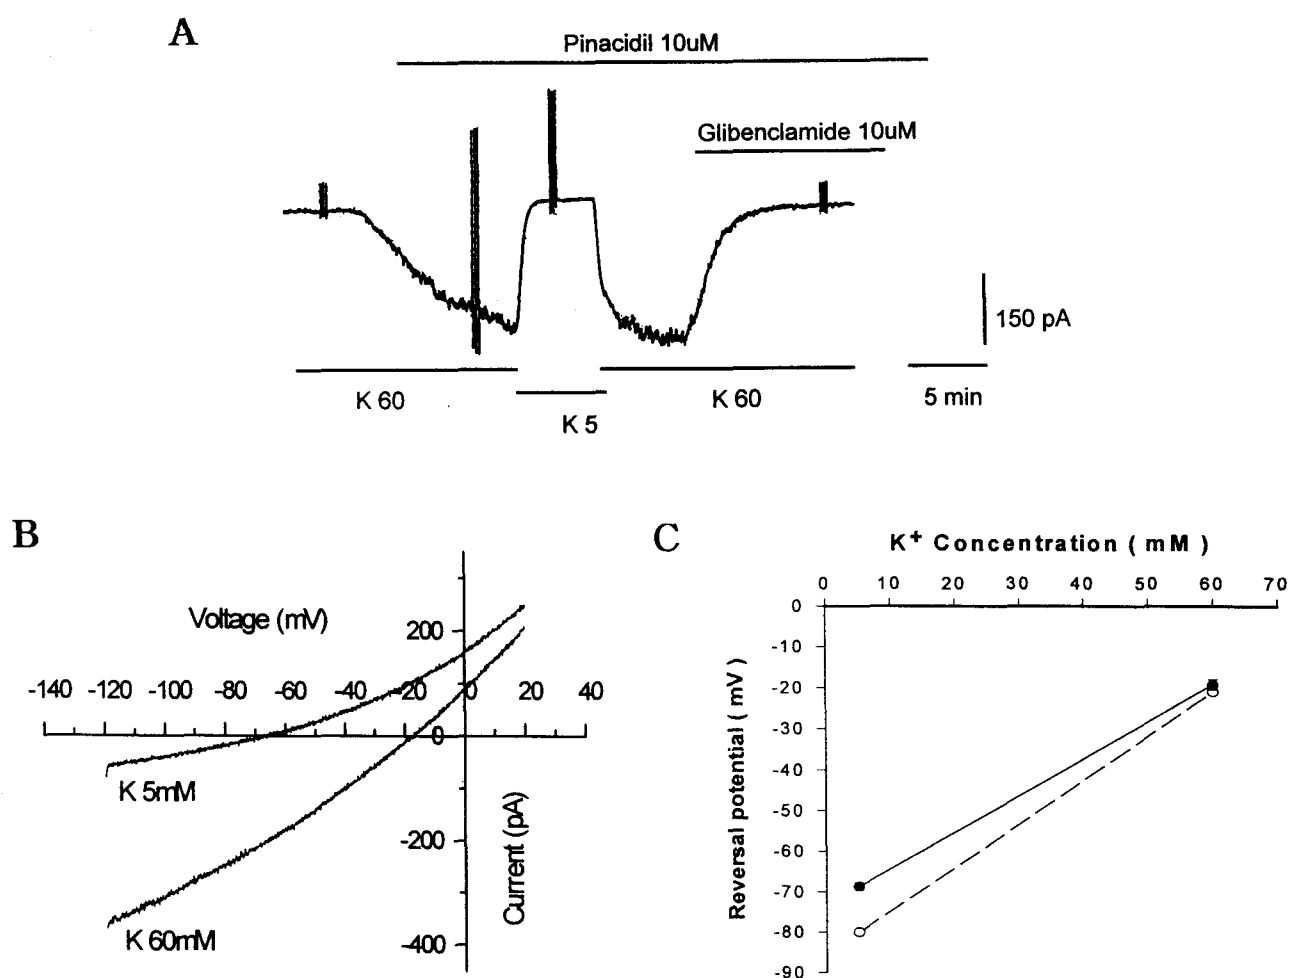 A
Pinacidil 10uM
Glibenclamide 10uM
150 pA
K 60
K 60
5 min
K 5
B
Voltage (mV)
200
-140 -120 -100 -80 -60 -40 -20 0 20 40
0
K 5mM
-200
Current (pA)
K 60mM
-400
C
K+ Concentration ( mM )
0 10 20 30 40 50 60 70
0
-10
-20
-30
-40
-50
-60
-70
-80
-90
Reversal potential ( mV )